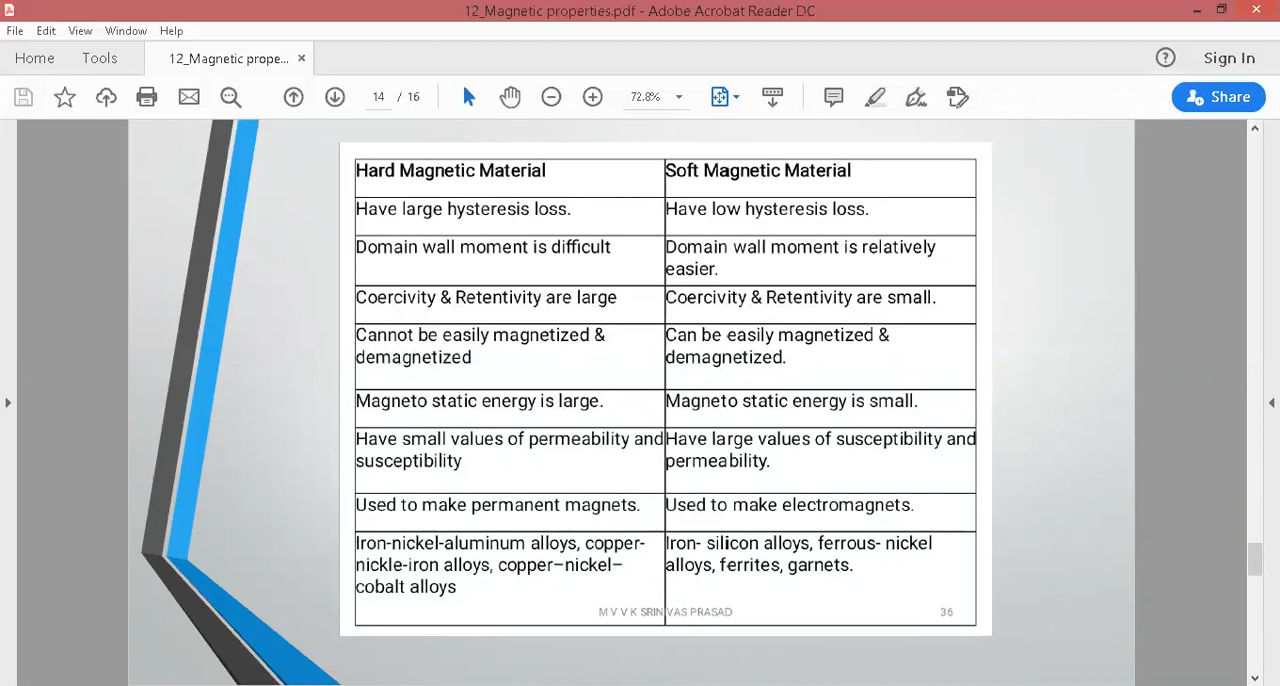 12_Magnetic properties.pdf - Adobe Acrobat Reader DC
File Edit View Window Help
Home Tools 12_Magnetic prope... × Sign In
14 / 16 72.8% Share
Hard Magnetic Material Soft Magnetic Material
Have large hysteresis loss. Have low hysteresis loss.
Domain wall moment is difficult Domain wall moment is relatively
easier.
Coercivity & Retentivity are large Coercivity & Retentivity are small.
Cannot be easily magnetized & Can be easily magnetized &
demagnetized demagnetized.
Magneto static energy is large. Magneto static energy is small.
Have small values of permeability and Have large values of susceptibility and
susceptibility permeability.
Used to make permanent magnets. Used to make electromagnets.
Iron-nickel-aluminum alloys, copper- Iron- silicon alloys, ferrous- nickel
nickle-iron alloys, copper–nickel– alloys, ferrites, garnets.
cobalt alloys
M V V K SRINIVAS PRASAD 36